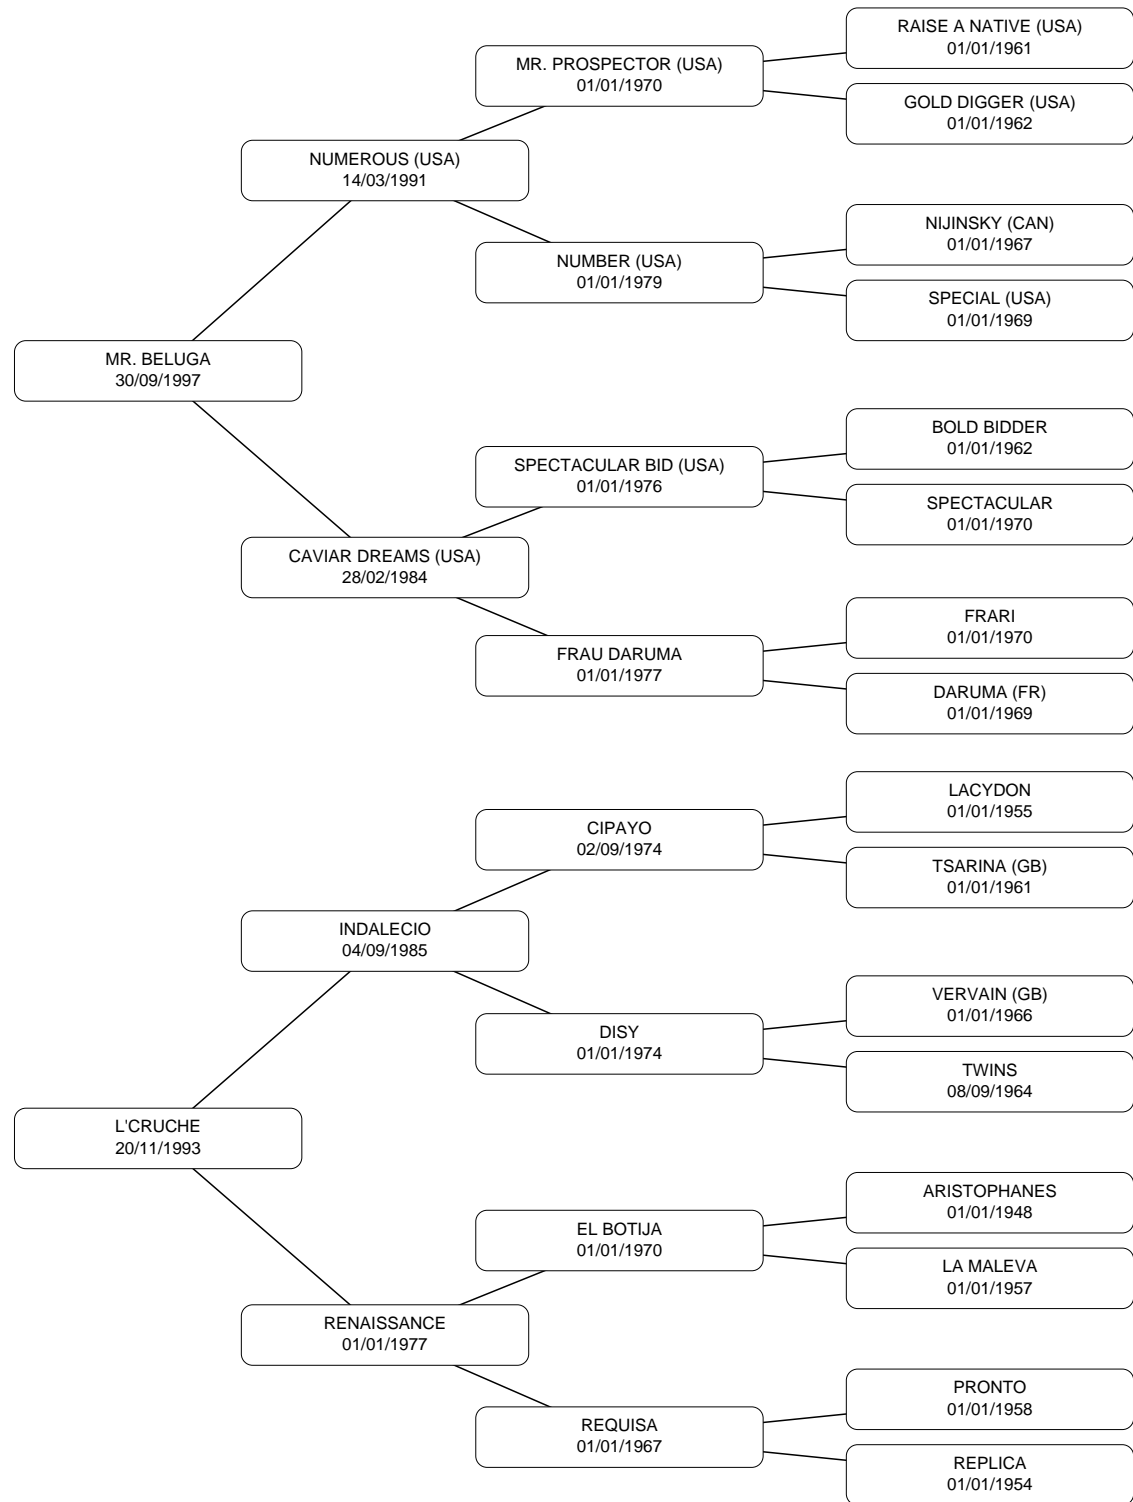 RAISE A NATIVE (USA)
01/01/1961
MR. PROSPECTOR (USA)
01/01/1970
GOLD DIGGER (USA)
01/01/1962
NUMEROUS (USA)
14/03/1991
NIJINSKY (CAN)
01/01/1967
NUMBER (USA)
01/01/1979
SPECIAL (USA)
01/01/1969
MR. BELUGA
30/09/1997
BOLD BIDDER
01/01/1962
SPECTACULAR BID (USA)
01/01/1976
SPECTACULAR
01/01/1970
CAVIAR DREAMS (USA)
28/02/1984
FRARI
01/01/1970
FRAU DARUMA
01/01/1977
DARUMA (FR)
01/01/1969
LACYDON
01/01/1955
CIPAYO
02/09/1974
TSARINA (GB)
01/01/1961
INDALECIO
04/09/1985
VERVAIN (GB)
01/01/1966
DISY
01/01/1974
TWINS
08/09/1964
L'CRUCHE
20/11/1993
ARISTOPHANES
01/01/1948
EL BOTIJA
01/01/1970
LA MALEVA
01/01/1957
RENAISSANCE
01/01/1977
PRONTO
01/01/1958
REQUISA
01/01/1967
REPLICA
01/01/1954